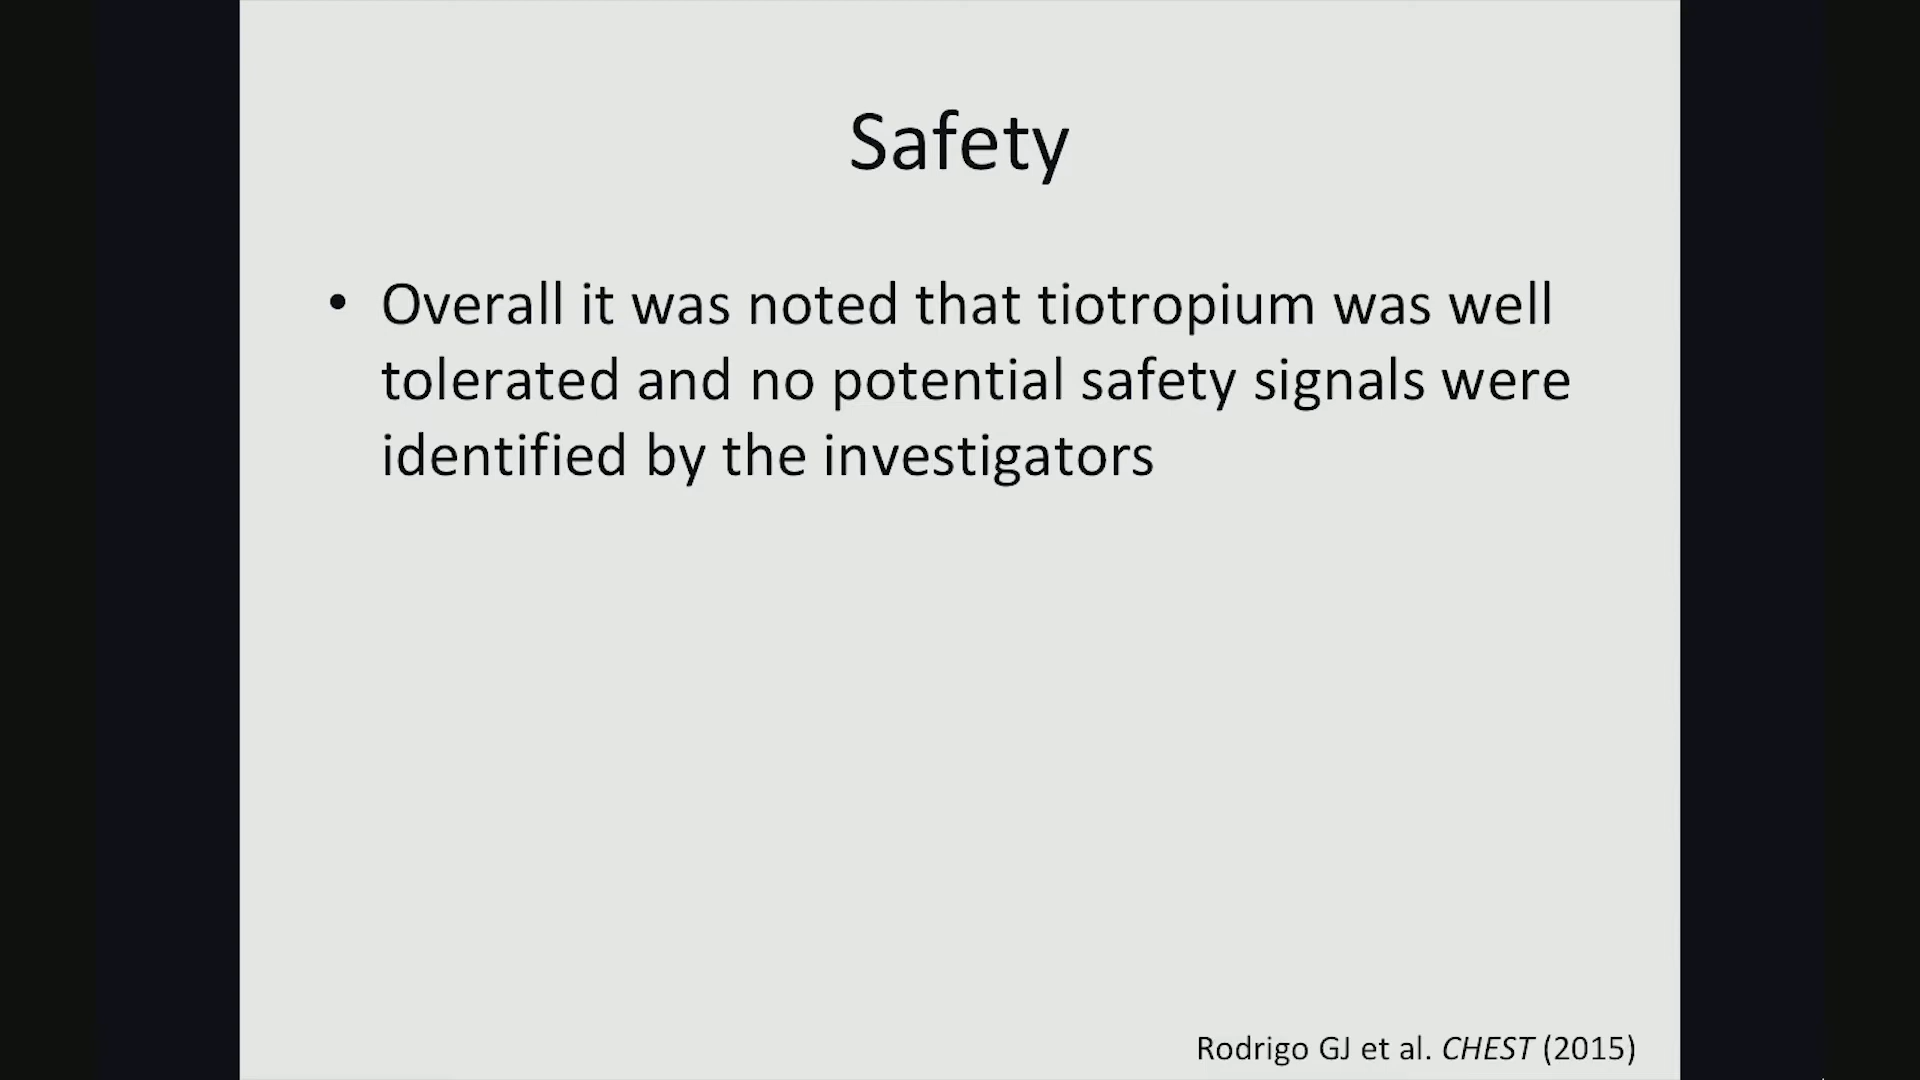 Safety
• Overall it was noted that tiotropium was well
tolerated and no potential safety signals were
identified by the investigators
Rodrigo GJ et al. CHEST (2015)